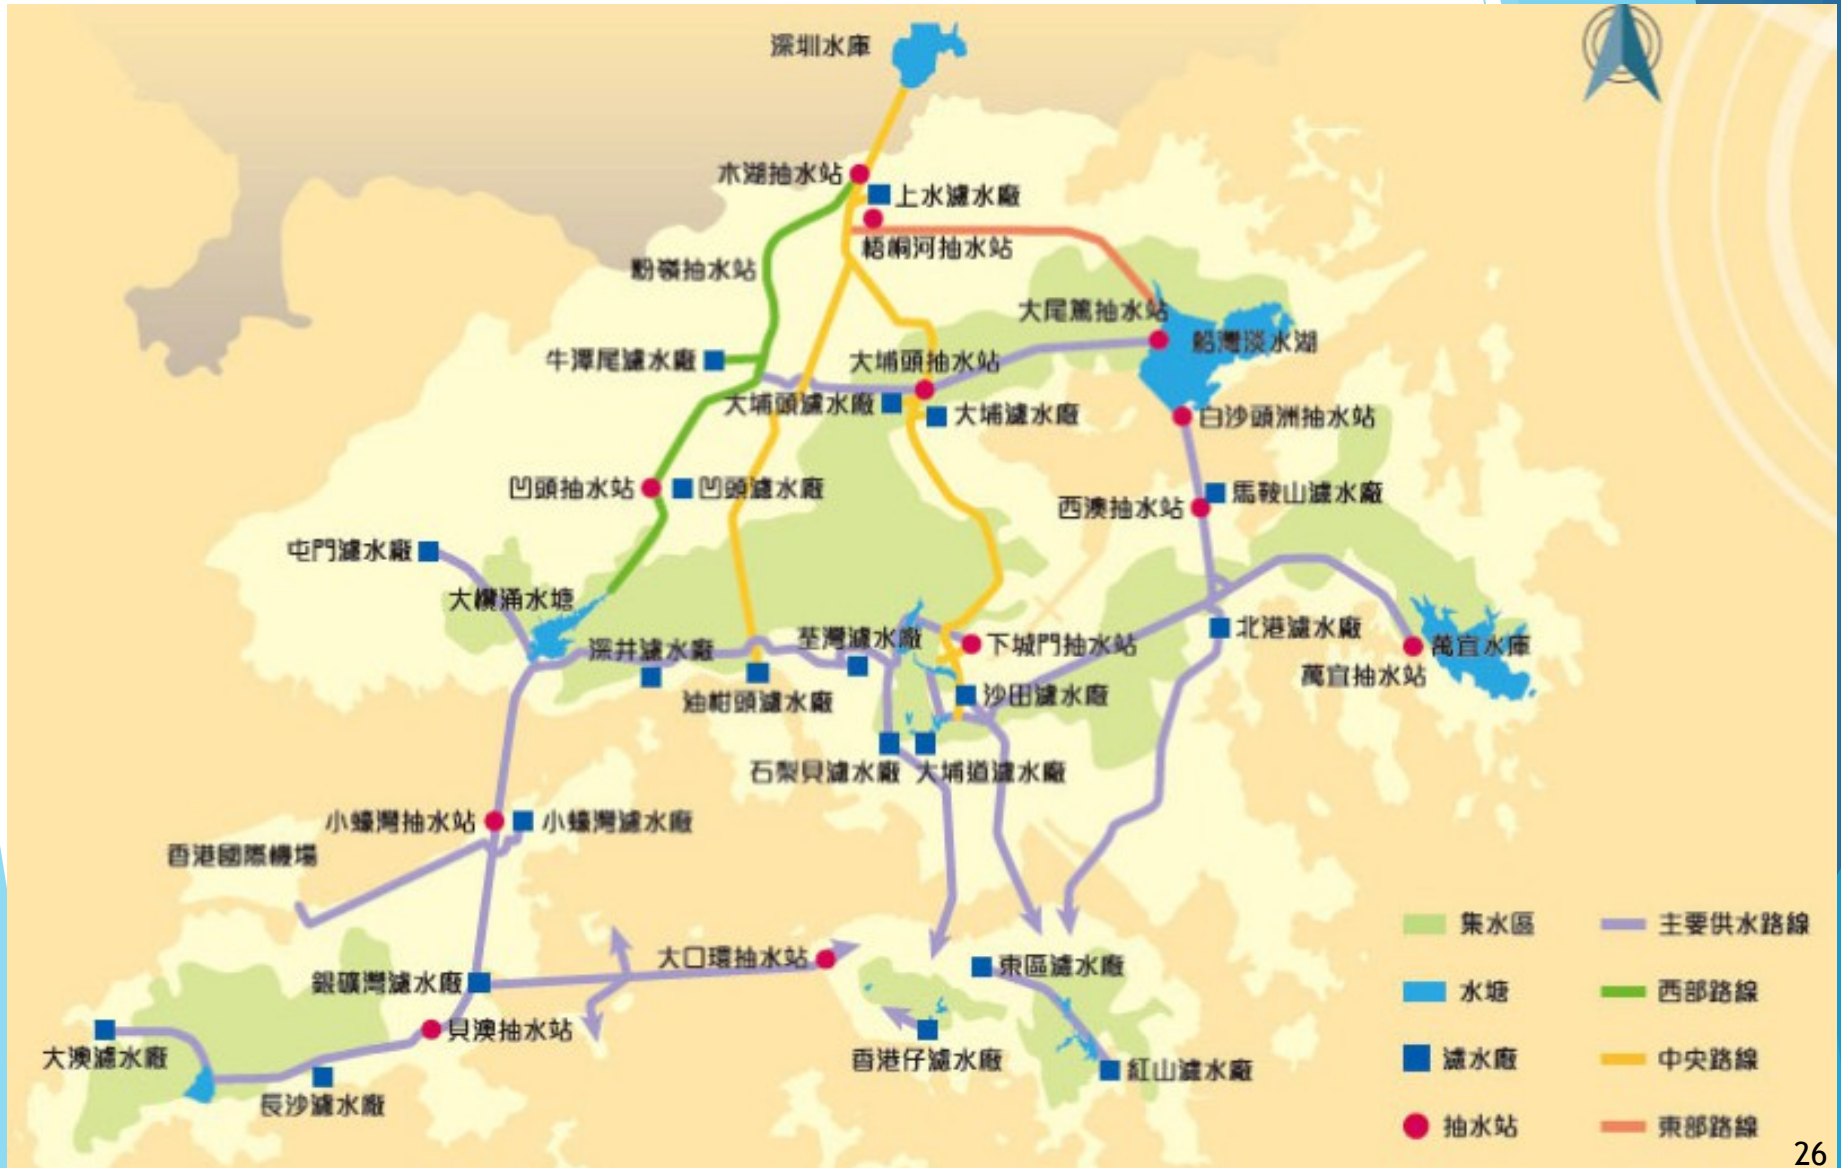 深圳水庫
木湖抽水站
上水濾水廠
梧桐河抽水站
粉嶺抽水站
大尾篤抽水站
船灣淡水湖
牛潭尾濾水廠
大埔頭抽水站
大埔頭濾水廠
大埔濾水廠
白沙頭洲抽水站
凹頭抽水站
凹頭濾水廠
馬鞍山濾水廠
西澳抽水站
屯門濾水廠
大欖涌水塘
深井濾水廠
荃灣濾水廠
下城門抽水站
北港濾水廠
萬宜水庫
萬宜抽水站
油柑頭濾水廠
沙田濾水廠
石梨貝濾水廠
大埔道濾水廠
小蠔灣抽水站
小蠔灣濾水廠
香港國際機場
銀礦灣濾水廠
大口環抽水站
東區濾水廠
貝澳抽水站
大澳濾水廠
長沙濾水廠
香港仔濾水廠
紅山濾水廠
集水區
主要供水路線
水塘
西部路線
濾水廠
中央路線
抽水站
東部路線
26